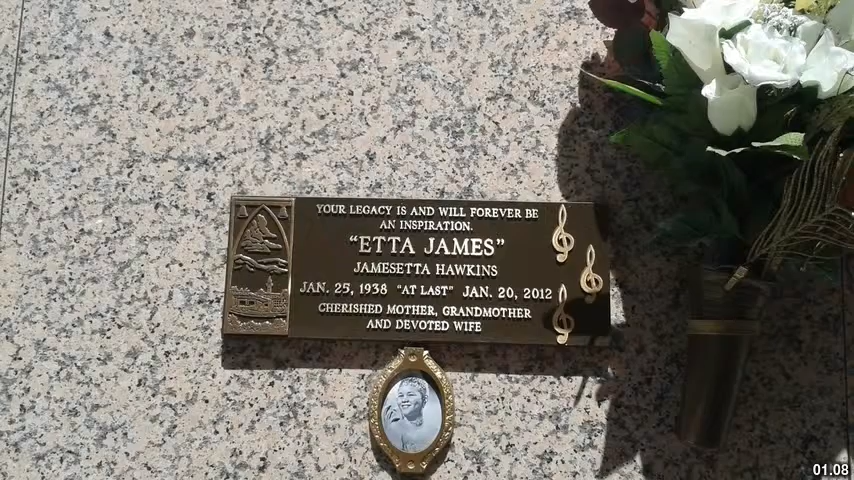 YOUR LEGACY IS AND WILL FOREVER BE
AN INSPIRATION.
"ETTA JAMES"
JAMESETTA HAWKINS
JAN. 25, 1938 "AT LAST" JAN. 20, 2012
CHERISHED MOTHER, GRANDMOTHER
AND DEVOTED WIFE
01.08